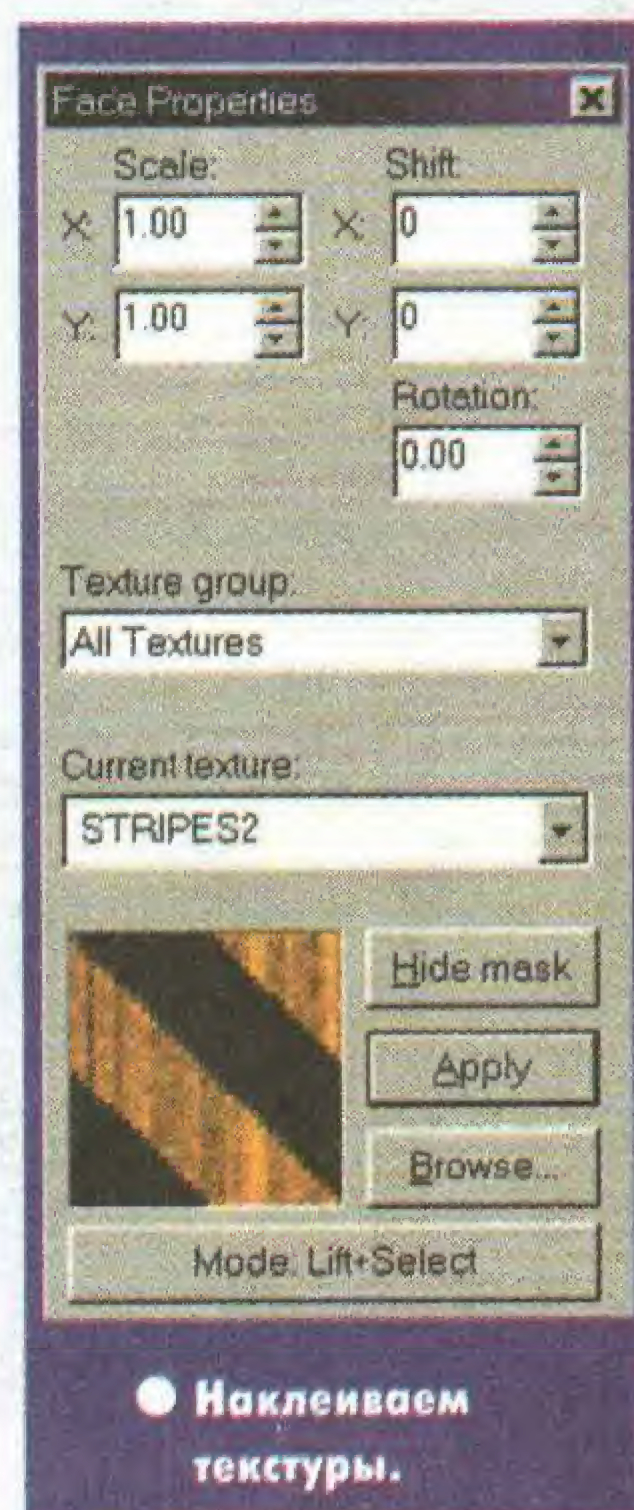 Face Properties
Scale: Shift:
X: 1.00 X: 0
Y: 1.00 Y: 0
Rotation:
0.00
Texture group:
All Textures
Current texture:
STRIPES2
Hide mask
Apply
Browse...
Mode: Lift+Select
Наклеиваем
текстуры.